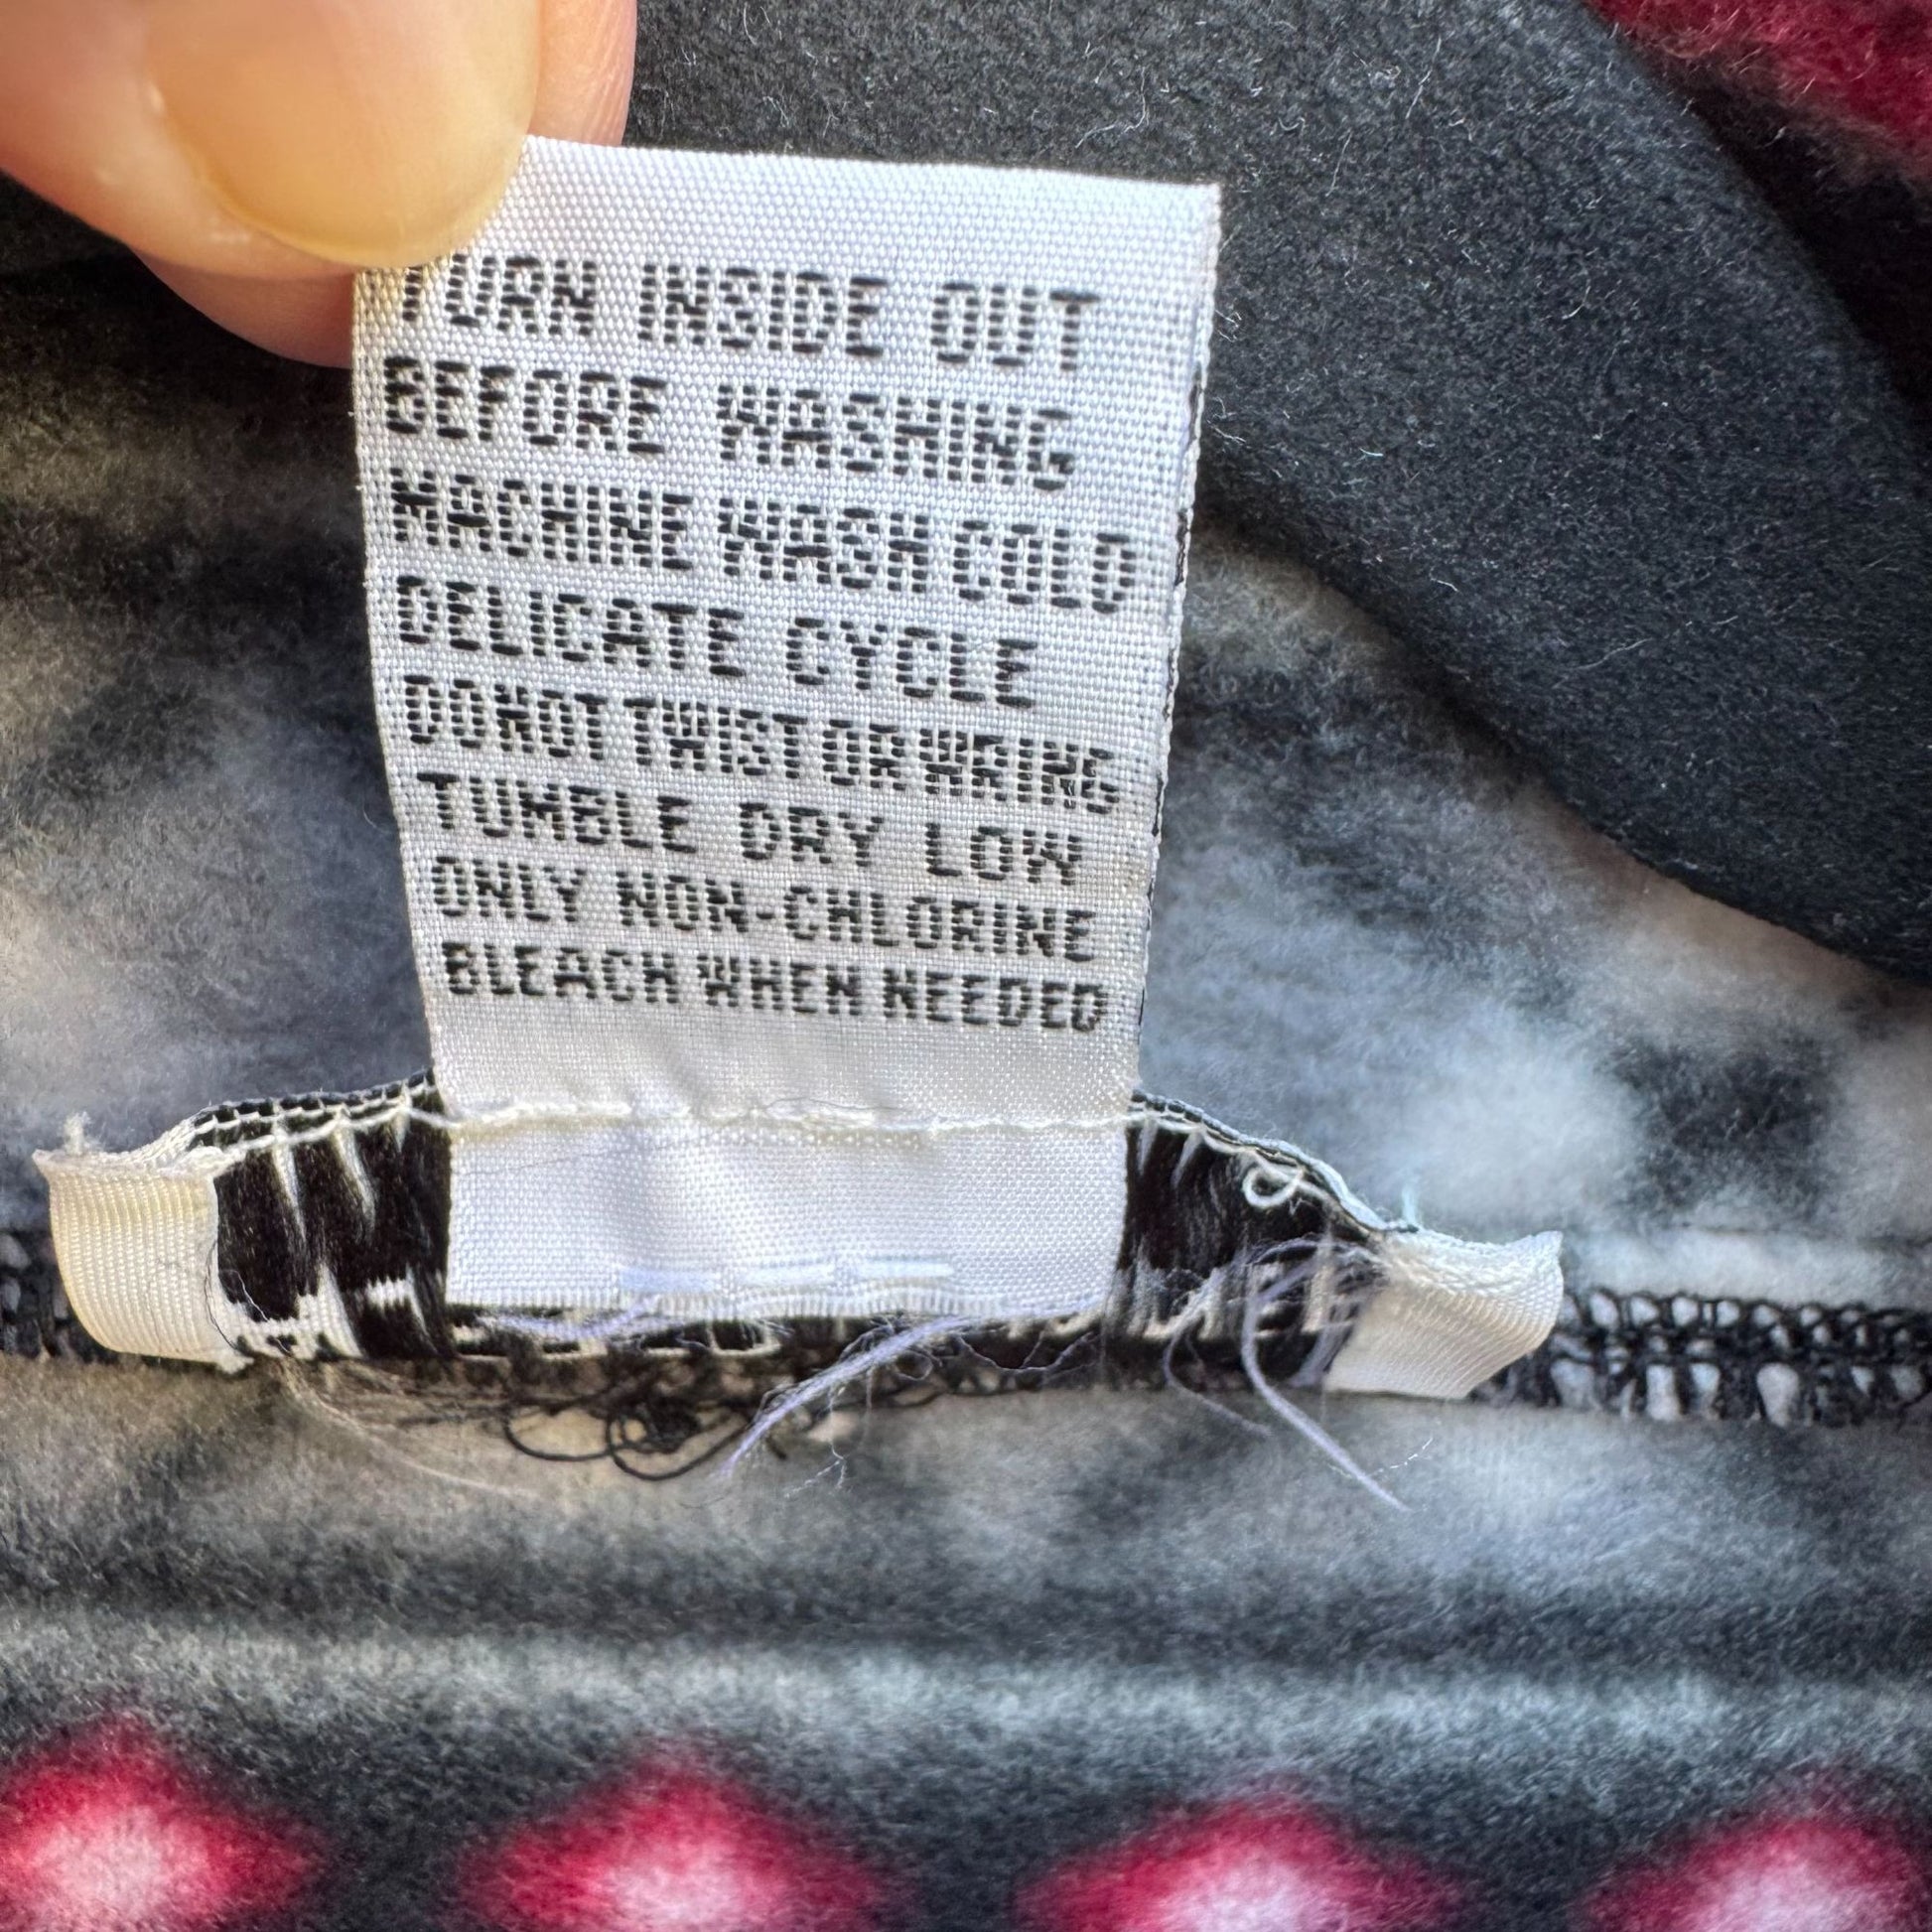 TURN INSIDE OUT
BEFORE WASHING
MACHINE WASH COLD
DELICATE CYCLE
DO NOT TWIST OR WRING
TUMBLE DRY LOW
ONLY NON-CHLORINE
BLEACH WHEN NEEDED